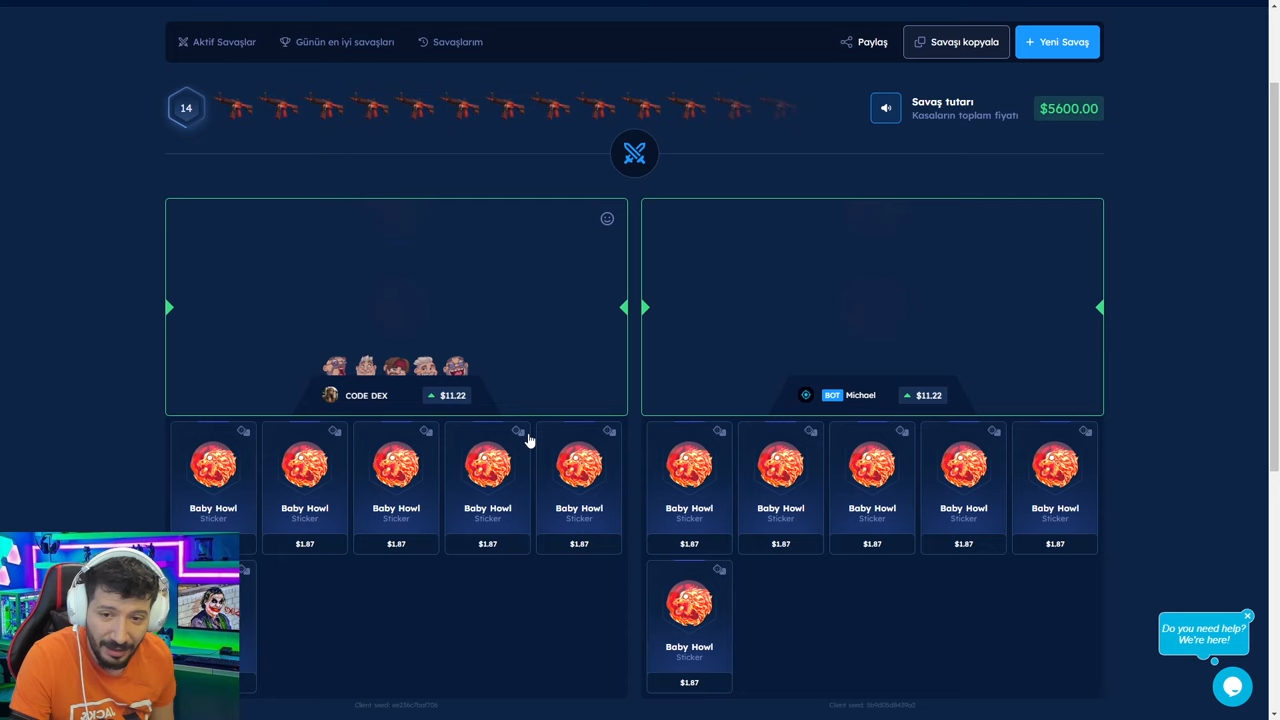 Aktif Savaşlar
Günün en iyi savaşları
Savaşlarım
Paylaş
Savaşı kopyala
+ Yeni Savaş
14
Savaş tutarı
Kasaların toplam fiyatı
$5600.00
CODE DEX
$11.22
BOT Michael
$11.22
Baby Howl
Baby Howl
Baby Howl
Baby Howl
Baby Howl
Baby Howl
Baby Howl
Baby Howl
Baby Howl
Baby Howl
Sticker
Sticker
Sticker
Sticker
Sticker
Sticker
Sticker
Sticker
Sticker
Sticker
$1.87
$1.87
$1.87
$1.87
$1.87
$1.87
$1.87
$1.87
$1.87
Baby Howl
Sticker
$1.87
Do you need help?
We're here!